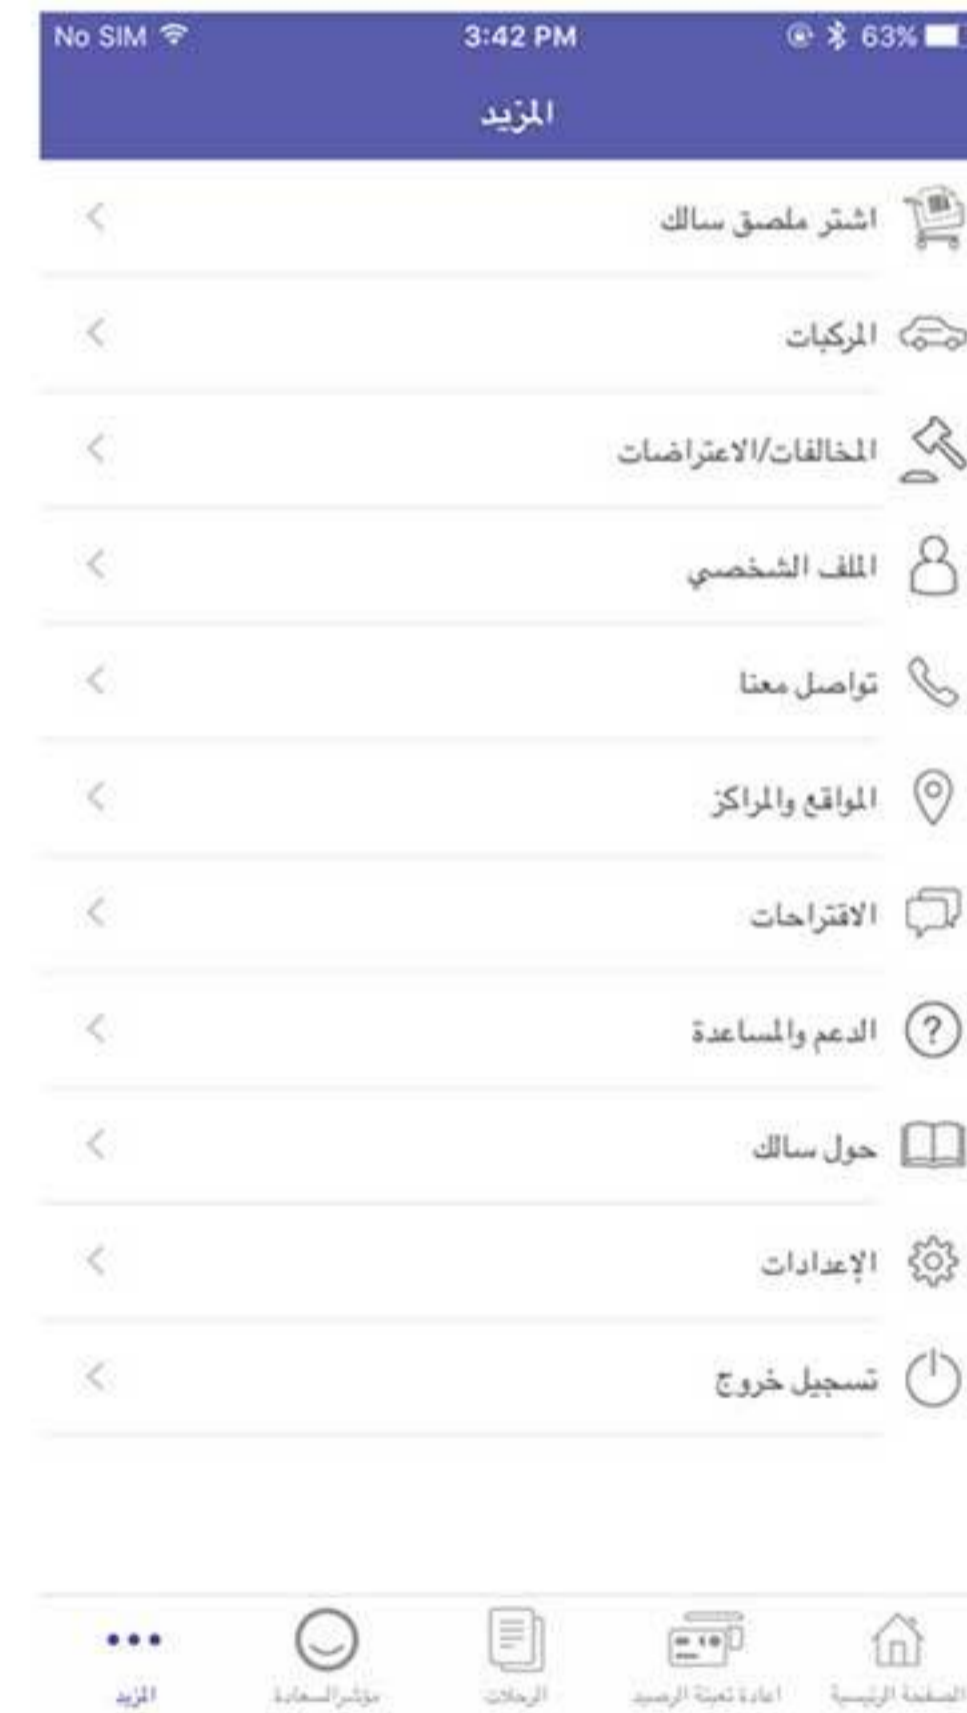 No SIM 3:42 PM 63%
المزيد
اشتر ملصق سالك
المركبات
المخالفات/الاعتراضات
الملف الشخصي
تواصل معنا
المواقع والمراكز
الاقتراحات
الدعم والمساعدة
حول سالك
الإعدادات
تسجيل خروج
الصفحة الرئيسية اعادة تعبئة الرصيد الرحلات مؤشر السعادة المزيد